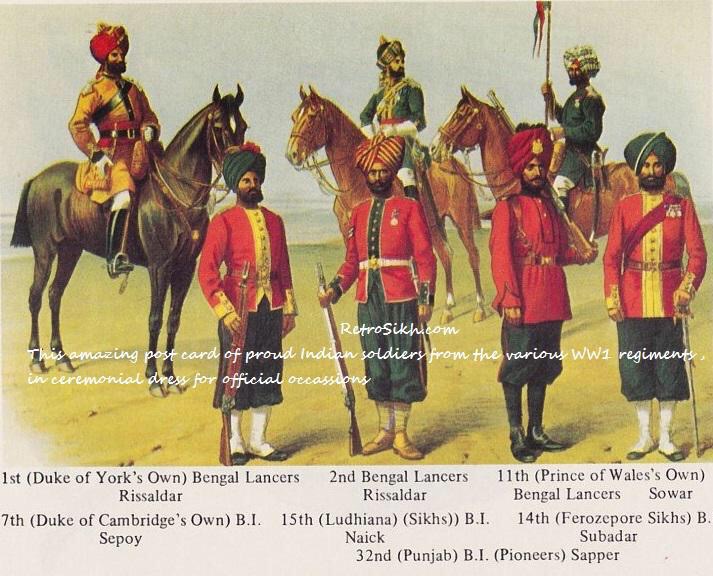 RetroSikh.com
This amazing post card of proud Indian soldiers from the various WW1 regiments ,
in ceremonial dress for official occassions
1st (Duke of York's Own) Bengal Lancers 2nd Bengal Lancers 11th (Prince of Wales's Own)
Rissaldar Rissaldar Bengal Lancers Sowar
7th (Duke of Cambridge's Own) B.I. 15th (Ludhiana) (Sikhs)) B.I. 14th (Ferozepore Sikhs) B.
Sepoy Naick Subadar
32nd (Punjab) B.I. (Pioneers) Sapper